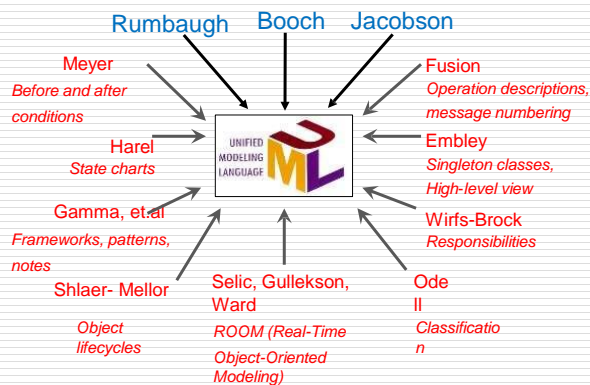 Rumbaugh
Booch
Jacobson
Meyer
Before and after
conditions
Fusion
Operation descriptions,
message numbering
Harel
State charts
UNIFIED
MODELING
LANGUAGE
UML
Embley
Singleton classes,
High-level view
Gamma, et.al
Frameworks, patterns,
notes
Wirfs-Brock
Responsibilities
Shlaer- Mellor
Object
lifecycles
Selic, Gullekson,
Ward
ROOM (Real-Time
Object-Oriented
Modeling)
Ode
ll
Classificatio
n